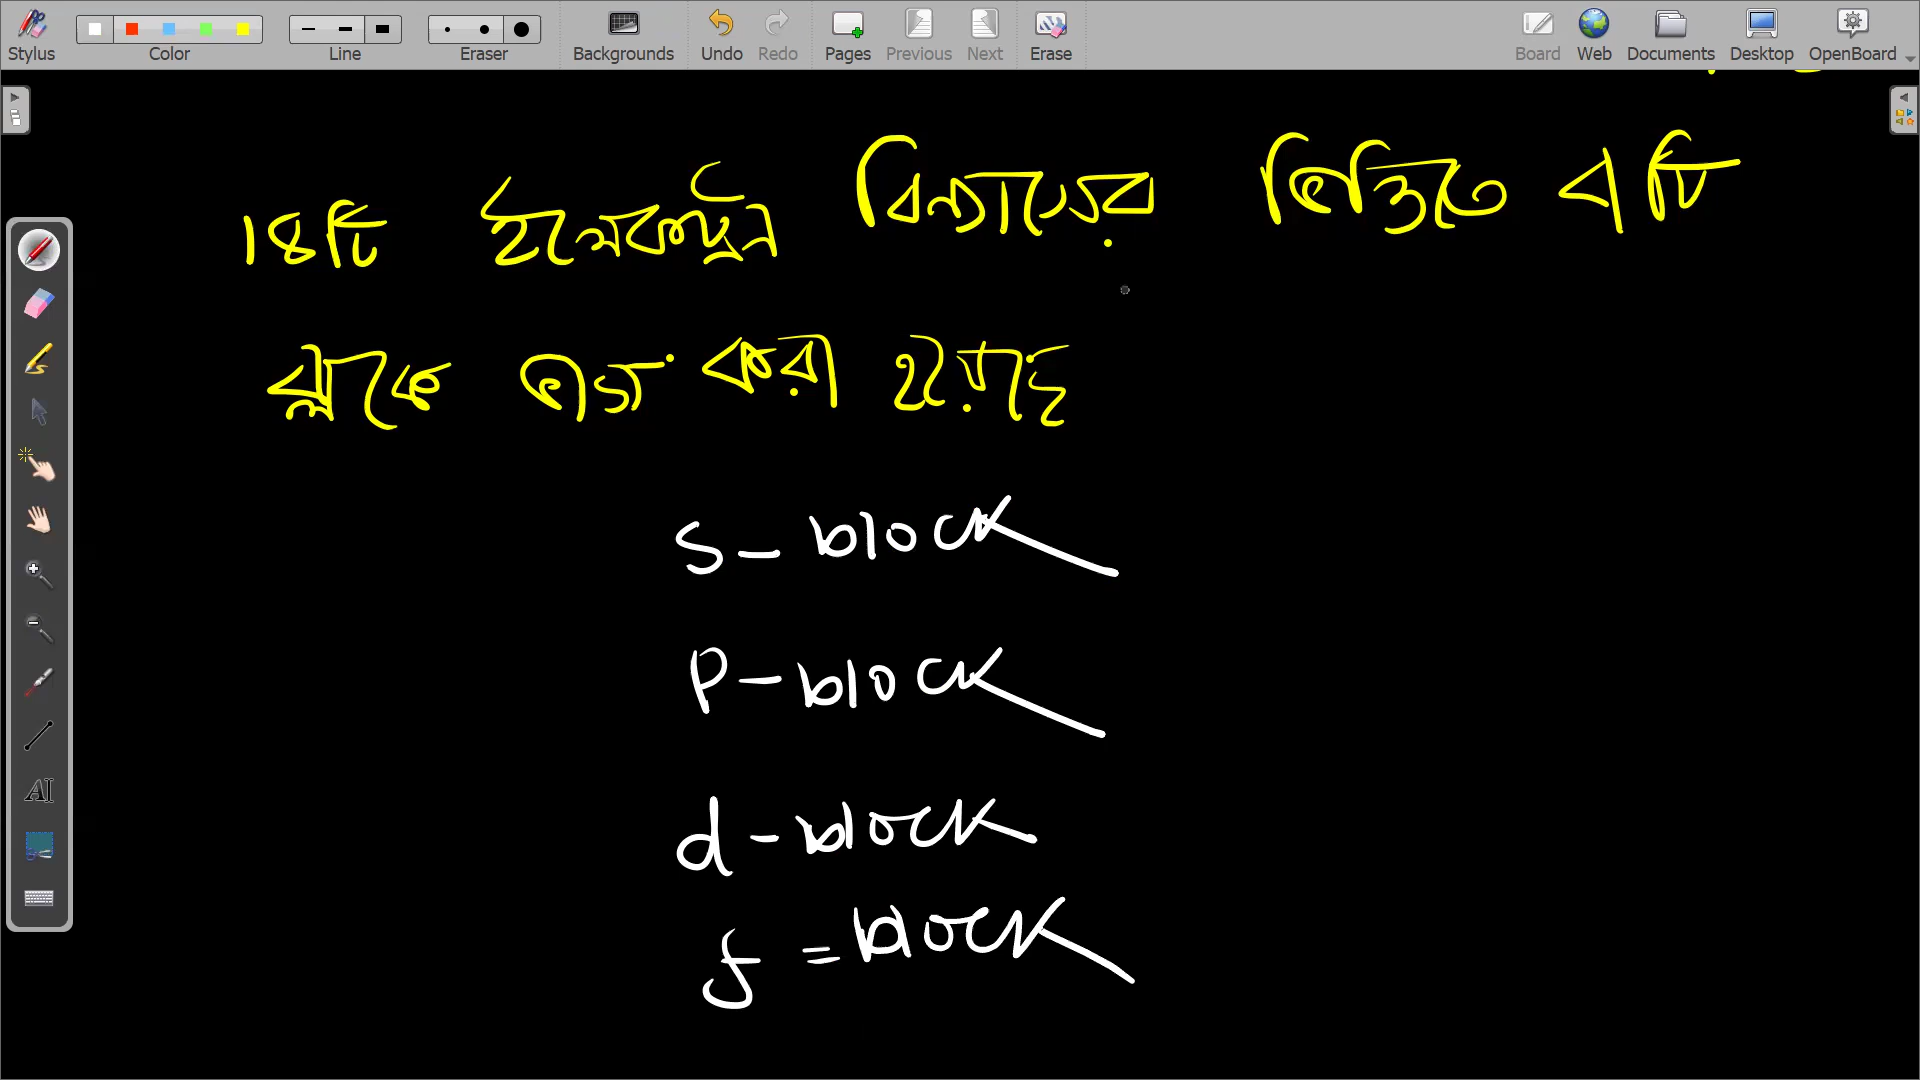 Stylus Color Line Eraser Backgrounds Undo Redo Pages Previous Next Erase Board Web Documents Desktop OpenBoard
১৪টি ইলেকট্রন বিন্যাসের ভিত্তিতে ৭টি
ব্লকে ভাগ করা হয়েছে
s-block
p-block
d-block
f=block